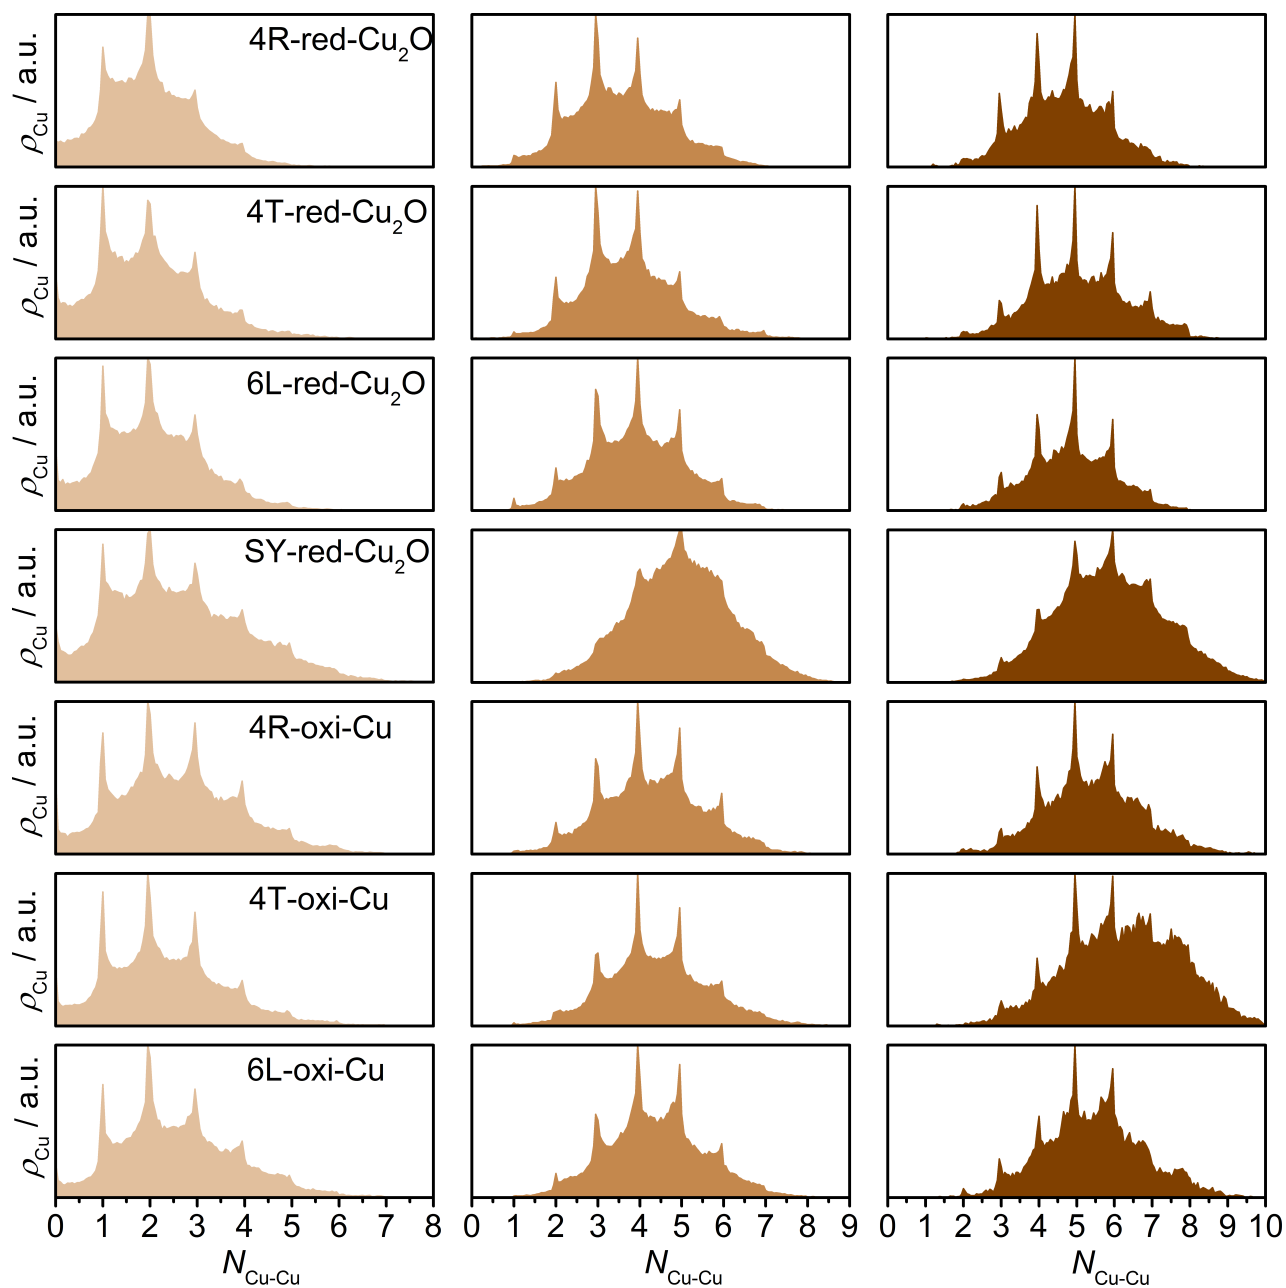 ρCu / a.u.
4R-red-Cu₂O
ρCu / a.u.
4T-red-Cu₂O
ρCu / a.u.
6L-red-Cu₂O
ρCu / a.u.
SY-red-Cu₂O
ρCu / a.u.
4R-oxi-Cu
ρCu / a.u.
4T-oxi-Cu
ρCu / a.u.
6L-oxi-Cu
0 1 2 3 4 5 6 7 8
0 1 2 3 4 5 6 7 8 9
0 1 2 3 4 5 6 7 8 9 10
NCu-Cu
NCu-Cu
NCu-Cu